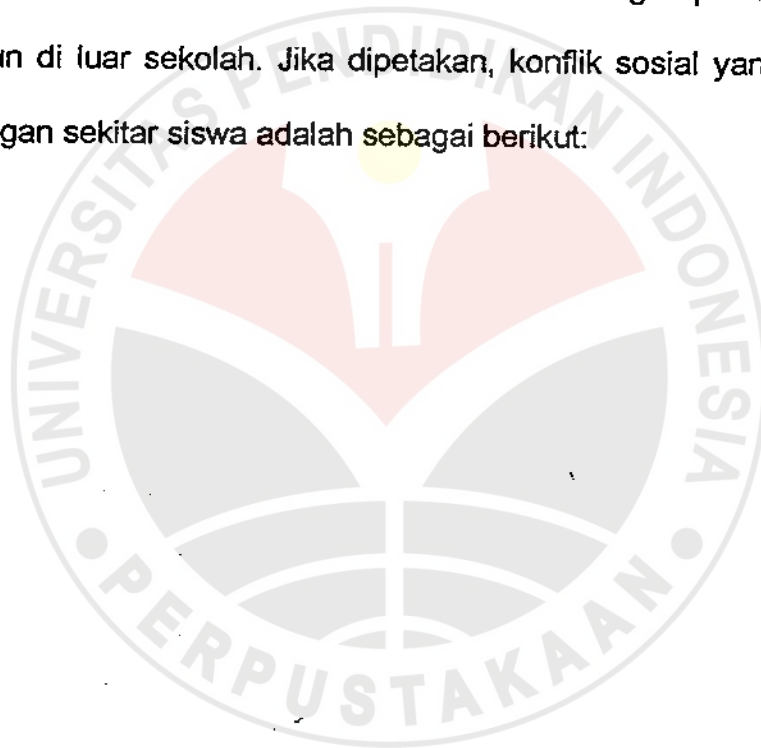 un di luar sekolah. Jika dipetakan, konflik sosial yan
gan sekitar siswa adalah sebagai berikut:
UNIVERSITAS PENDIDIKAN INDONESIA
PERPUSTAKAAN